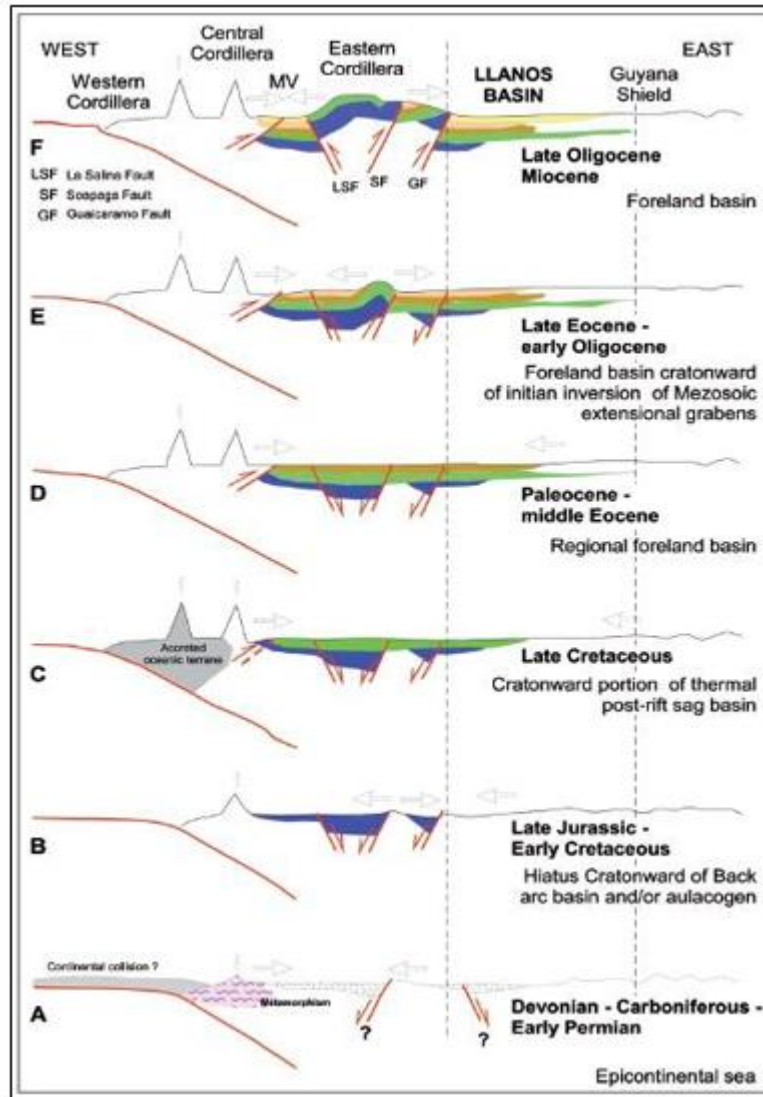 WEST
Central
Cordillera
Eastern
Cordillera
EAST
Western
Cordillera
MV
LLANOS
BASIN
Guyana
Shield
F
LSF La Salina Fault
SF Soapaga Fault
GF Guaicaramo Fault
LSF
SF
GF
Late Oligocene
Miocene
Foreland basin
E
Late Eocene -
early Oligocene
Foreland basin cratonward
of initian inversion of Mezosoic
extensional grabens
D
Paleocene -
middle Eocene
Regional foreland basin
Accreted
oceanic terrane
C
Late Cretaceous
Cratonward portion of thermal
post-rift sag basin
B
Late Jurassic -
Early Cretaceous
Hiatus Cratonward of Back
arc basin and/or aulacogen
Continental collision ?
Metamorphism
A
?
?
Devonian - Carboniferous -
Early Permian
Epicontinental sea